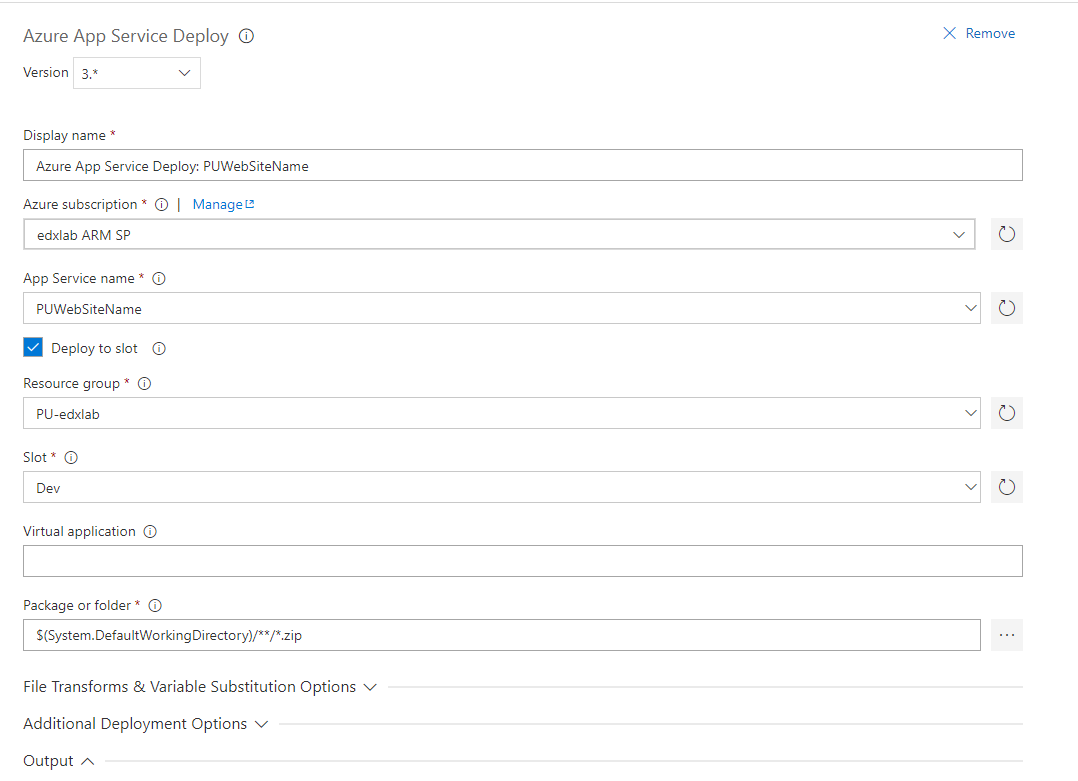 Azure App Service Deploy
Remove
Version 3.*
Display name *
Azure App Service Deploy: PUWebSiteName
Azure subscription * | Manage
edxlab ARM SP
App Service name *
PUWebSiteName
Deploy to slot
Resource group *
PU-edxlab
Slot *
Dev
Virtual application
Package or folder *
$(System.DefaultWorkingDirectory)/**/*.zip
...
File Transforms & Variable Substitution Options
Additional Deployment Options
Output